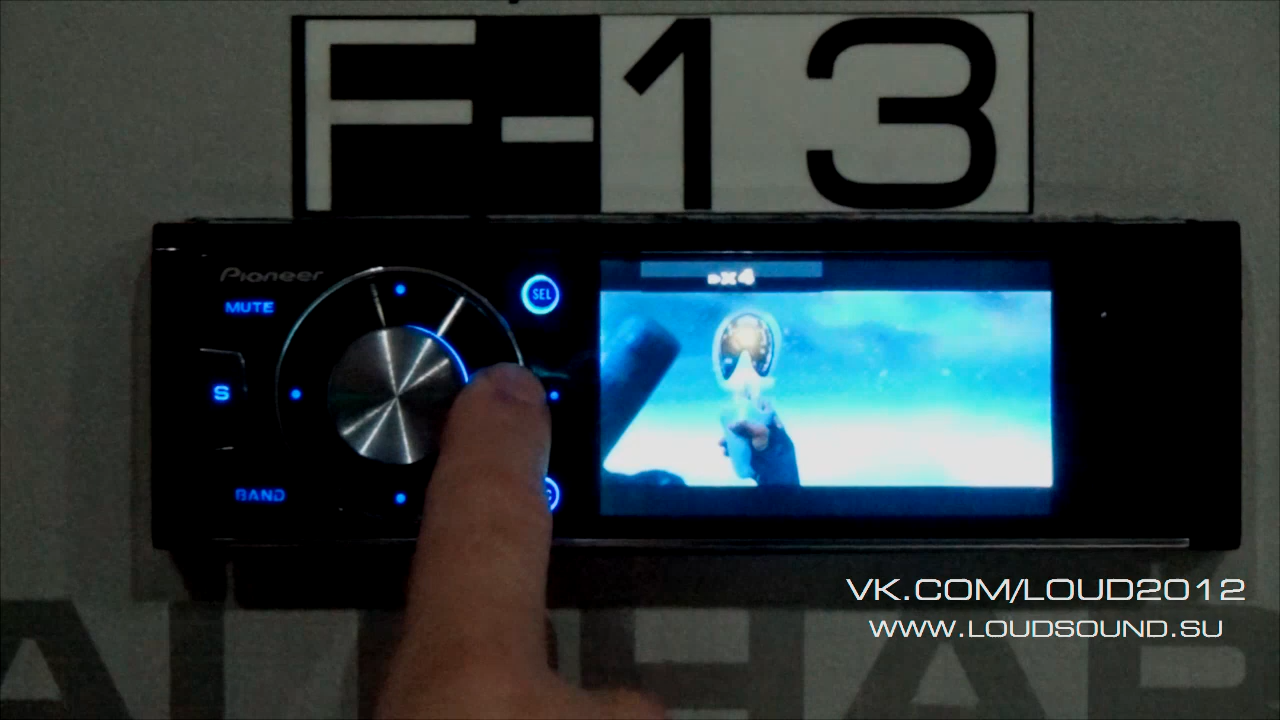 F-13
Pioneer
MUTE
SEL
▶x4
S
BAND
VK.COM/LOUD2012
WWW.LOUDSOUND.SU